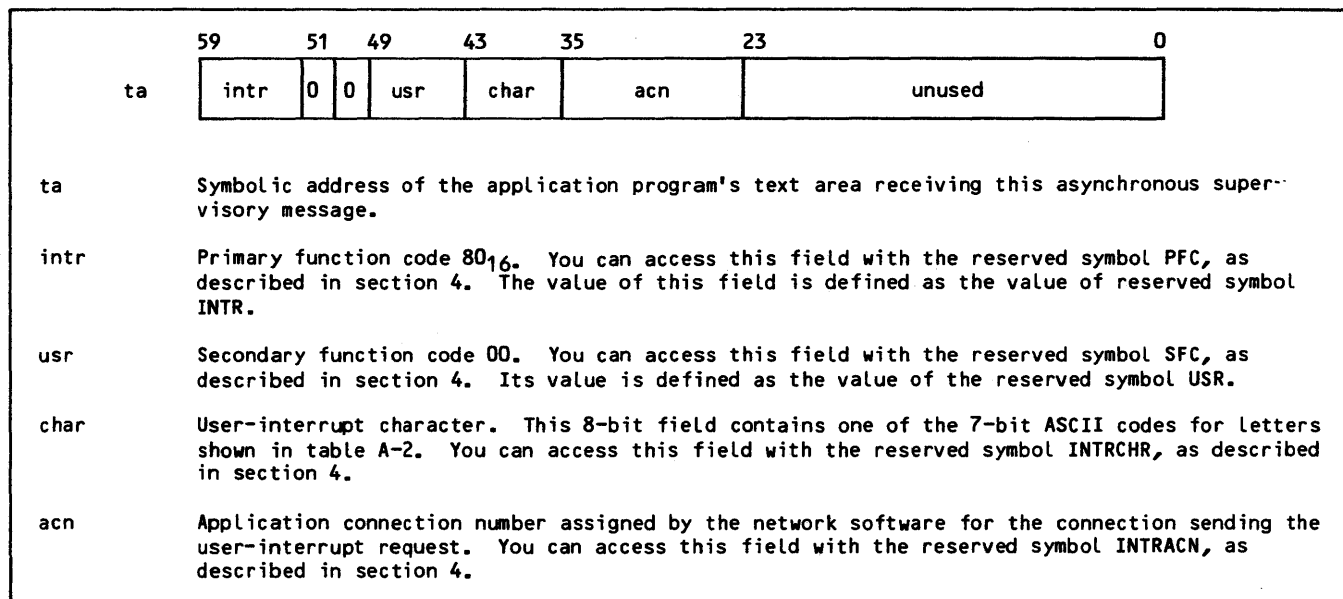 59 51 49 43 35 23 0
ta intr 0 0 usr char acn unused
ta Symbolic address of the application program's text area receiving this asynchronous super-
visory message.
intr Primary function code 80₁₆. You can access this field with the reserved symbol PFC, as
described in section 4. The value of this field is defined as the value of reserved symbol
INTR.
usr Secondary function code 00. You can access this field with the reserved symbol SFC, as
described in section 4. Its value is defined as the value of the reserved symbol USR.
char User-interrupt character. This 8-bit field contains one of the 7-bit ASCII codes for letters
shown in table A-2. You can access this field with the reserved symbol INTRCHR, as described
in section 4.
acn Application connection number assigned by the network software for the connection sending the
user-interrupt request. You can access this field with the reserved symbol INTRACN, as
described in section 4.